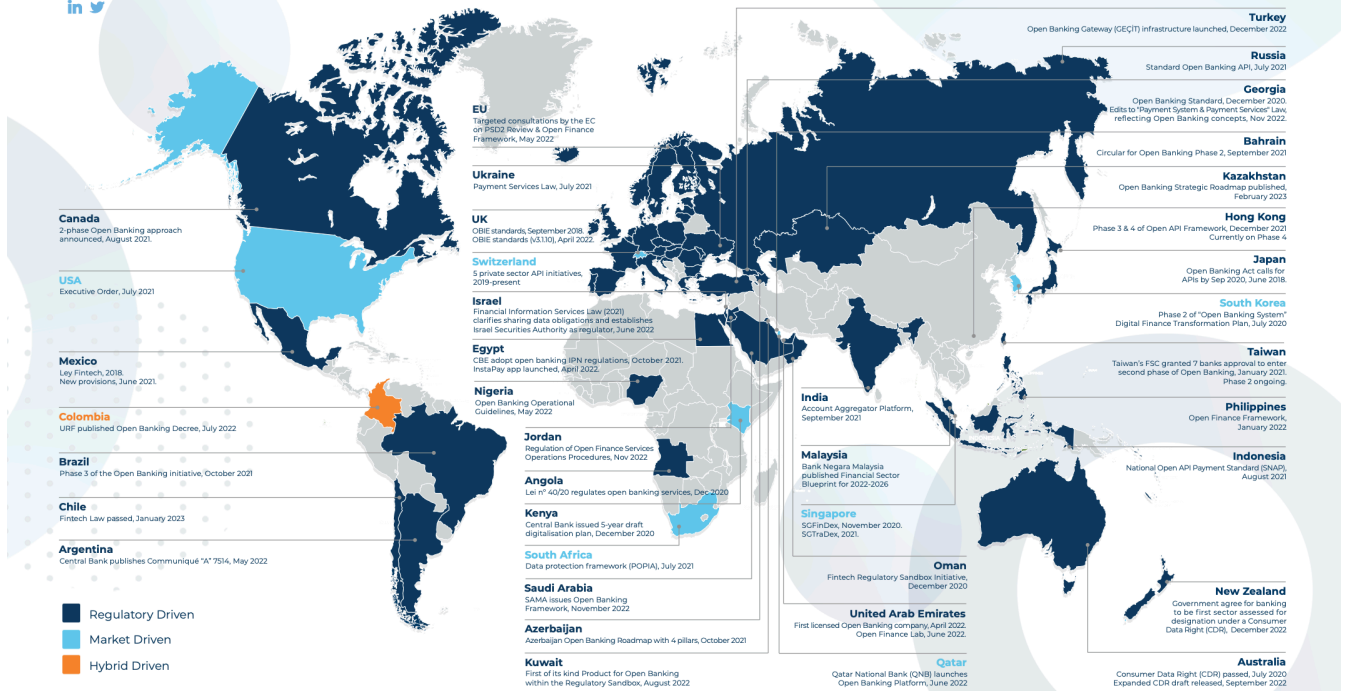 in
Canada
2-phase Open Banking approach
announced, August 2021.
USA
Executive Order, July 2021
Mexico
Ley Fintech, 2018.
New provisions, June 2021.
Colombia
URF published Open Banking Decree, July 2022
Brazil
Phase 3 of the Open Banking initiative, October 2021
Chile
Fintech Law passed, January 2023
Argentina
Central Bank publishes Communiqué “A” 7514, May 2022
Regulatory Driven
Market Driven
Hybrid Driven
EU
Targeted consultations by the EC
on PSD2 Review & Open Finance
Framework, May 2022
Ukraine
Payment Services Law, July 2021
UK
OBIE standards, September 2018.
OBIE standards (v3.1.10), April 2022.
Switzerland
5 private sector API initiatives,
2019-present
Israel
Financial Information Services Law (2021)
clarifies sharing data obligations and establishes
Israel Securities Authority as regulator, June 2022
Egypt
CBE adopt open banking IPN regulations, October 2021.
InstaPay app launched, April 2022.
Nigeria
Open Banking Operational
Guidelines, May 2022
Jordan
Regulation of Open Finance Services
Operations Procedures, Nov 2022
Angola
Lei nº 40/20 regulates open banking services, Dec 2020
Kenya
Central Bank issued 5-year draft
digitalisation plan, December 2020
South Africa
Data protection framework (POPIA), July 2021
Saudi Arabia
SAMA issues Open Banking
Framework, November 2022
Azerbaijan
Azerbaijan Open Banking Roadmap with 4 pillars, October 2021
Kuwait
First of its kind Product for Open Banking
within the Regulatory Sandbox, August 2022
India
Account Aggregator Platform,
September 2021
Malaysia
Bank Negara Malaysia
published Financial Sector
Blueprint for 2022-2026
Singapore
SGFinDex, November 2020.
SGTraDex, 2021.
Oman
Fintech Regulatory Sandbox Initiative,
December 2020
United Arab Emirates
First licensed Open Banking company, April 2022.
Open Finance Lab, June 2022.
Qatar
Qatar National Bank (QNB) launches
Open Banking Platform, June 2022
Turkey
Open Banking Gateway (GEÇİT) infrastructure launched, December 2022
Russia
Standard Open Banking API, July 2021
Georgia
Open Banking Standard, December 2020.
Edits to "Payment System & Payment Services" Law,
reflecting Open Banking concepts, Nov 2022.
Bahrain
Circular for Open Banking Phase 2, September 2021
Kazakhstan
Open Banking Strategic Roadmap published,
February 2023
Hong Kong
Phase 3 & 4 of Open API Framework, December 2021
Currently on Phase 4
Japan
Open Banking Act calls for
APIs by Sep 2020, June 2018.
South Korea
Phase 2 of “Open Banking System”
Digital Finance Transformation Plan, July 2020
Taiwan
Taiwan’s FSC granted 7 banks approval to enter
second phase of Open Banking, January 2021.
Phase 2 ongoing.
Philippines
Open Finance Framework,
January 2022
Indonesia
National Open API Payment Standard (SNAP),
August 2021
New Zealand
Government agree for banking
to be first sector assessed for
designation under a Consumer
Data Right (CDR), December 2022
Australia
Consumer Data Right (CDR) passed, July 2020
Expanded CDR draft released, September 2022